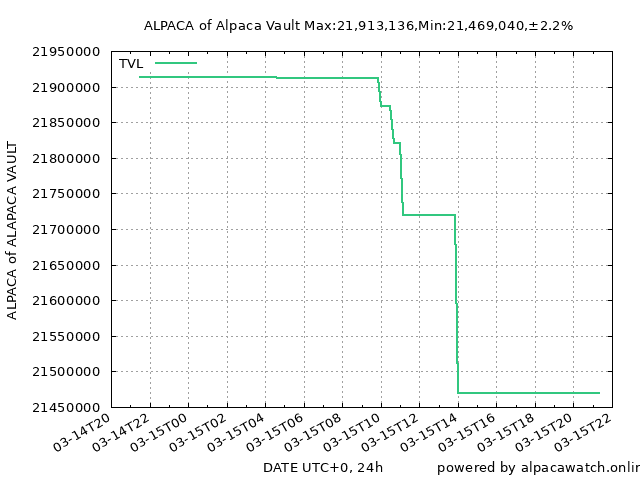 ALPACA of Alpaca Vault Max:21,913,136,Min:21,469,040,±2.2%
TVL
ALPACA of ALAPACA VAULT
21950000
21900000
21850000
21800000
21750000
21700000
21650000
21600000
21550000
21500000
21450000
03-14T20
03-14T22
03-15T00
03-15T02
03-15T04
03-15T06
03-15T08
03-15T10
03-15T12
03-15T14
03-15T16
03-15T18
03-15T20
03-15T22
DATE UTC+0, 24h
powered by alpacawatch.onlin